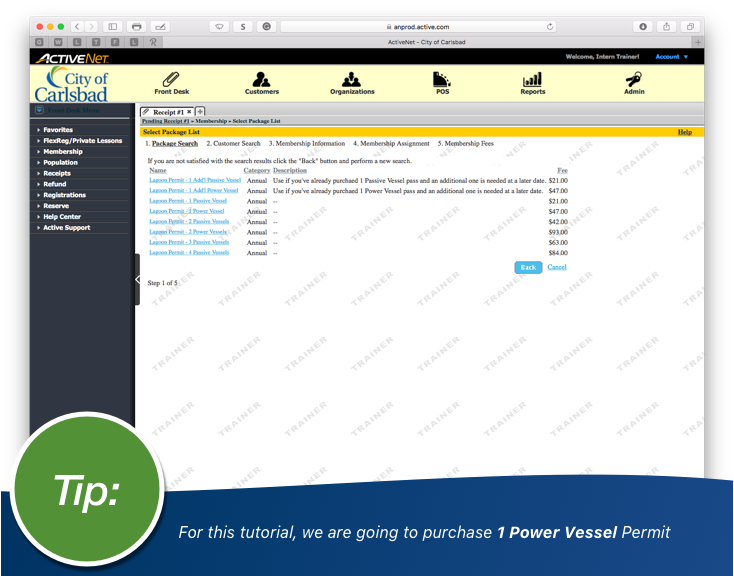 anprod.active.com
G W L T F L
ActiveNet - City of Carlsbad
ACTIVENet
Welcome, Intern Trainer! Account ▼
City of
Carlsbad
Front Desk Customers Organizations POS Reports Admin
Favorites
FlexReg/Private Lessons
Membership
Population
Receipts
Refund
Registrations
Reserve
Help Center
Active Support
Receipt #1 × +
Pending Receipt #1 » Membership » Select Package List
Select Package List Help
1. Package Search 2. Customer Search 3. Membership Information 4. Membership Assignment 5. Membership Fees
If you are not satisfied with the search results click the "Back" button and perform a new search.
Name Category Description Fee
Lagoon Permit - 1 Add'l Passive Vessel Annual Use if you've already purchased 1 Passive Vessel pass and an additional one is needed at a later date. $21.00
Lagoon Permit - 1 Add'l Power Vessel Annual Use if you've already purchased 1 Power Vessel pass and an additional one is needed at a later date. $47.00
Lagoon Permit - 1 Passive Vessel Annual -- $21.00
Lagoon Permit - 1 Power Vessel Annual -- $47.00
Lagoon Permit - 2 Passive Vessels Annual -- $42.00
Lagoon Permit - 2 Power Vessels Annual -- $93.00
Lagoon Permit - 3 Passive Vessels Annual -- $63.00
Lagoon Permit - 4 Passive Vessels Annual -- $84.00
Back Cancel
Step 1 of 5
TRAINER
Tip:
For this tutorial, we are going to purchase 1 Power Vessel Permit